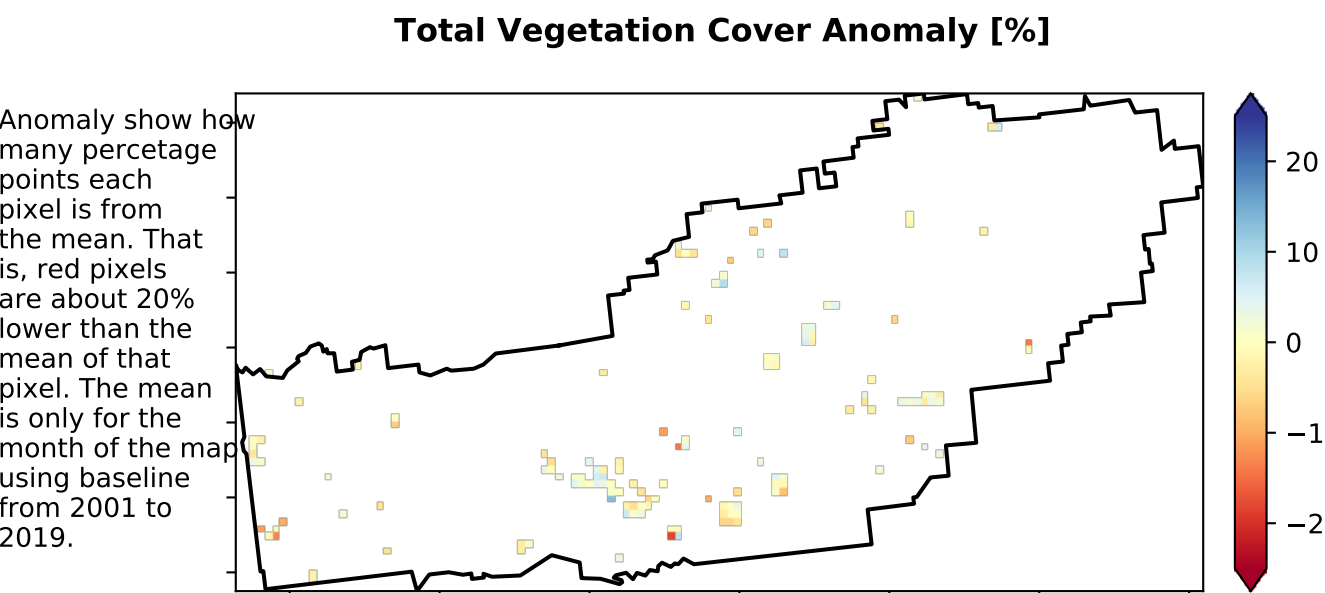 Total Vegetation Cover Anomaly [%]
Anomaly show how
many percetage
points each
pixel is from
the mean. That
is, red pixels
are about 20%
lower than the
mean of that
pixel. The mean
is only for the
month of the map
using baseline
from 2001 to
2019.
20
10
0
−1
−2